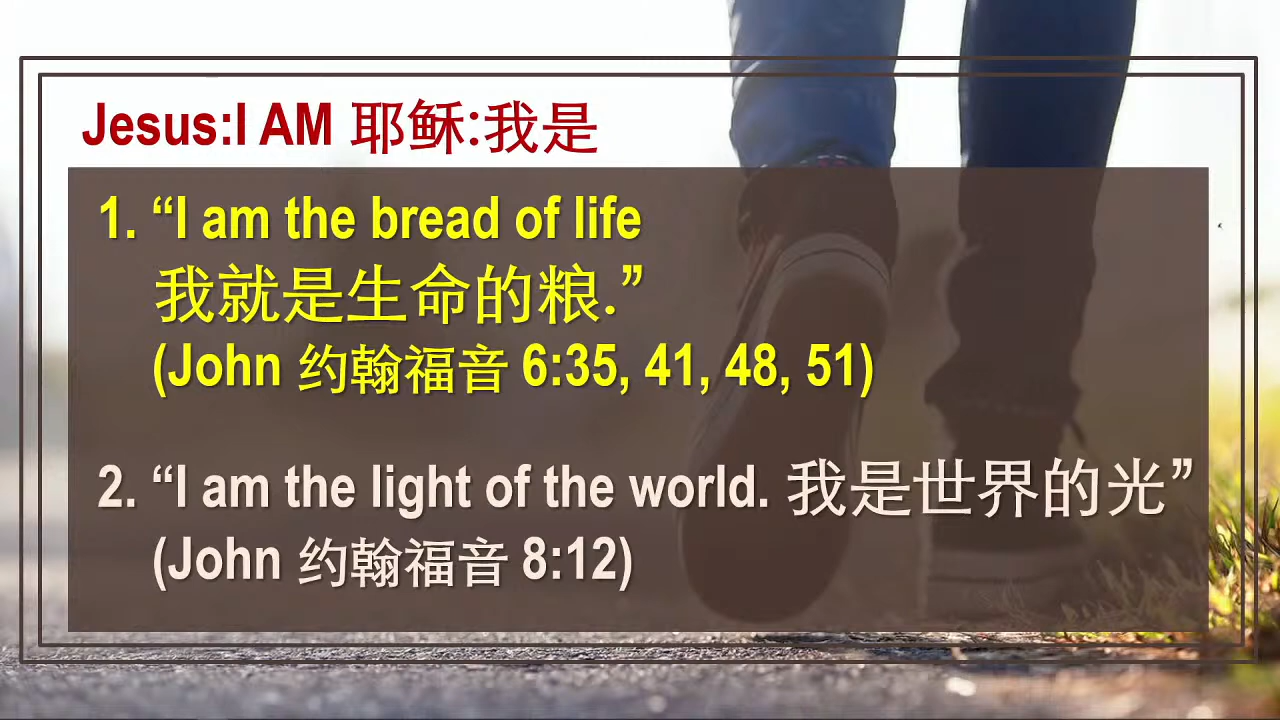 Jesus:I AM 耶稣:我是
1. “I am the bread of life
我就是生命的粮.”
(John 约翰福音 6:35, 41, 48, 51)
2. “I am the light of the world. 我是世界的光”
(John 约翰福音 8:12)